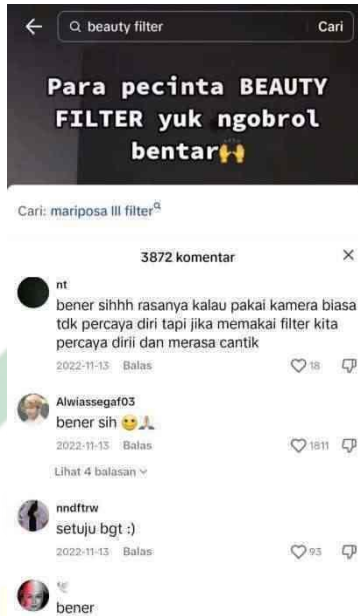 beauty filter Cari
Para pecinta BEAUTY
FILTER yuk ngobrol
bentar🙌
Cari: mariposa lll filter
3872 komentar
nt
bener sihhh rasanya kalau pakai kamera biasa
tdk percaya diri tapi jika memakai filter kita
percaya dirii dan merasa cantik
2022-11-13 Balas 18
Alwiassegaf03
bener sih 🙂🙏
2022-11-13 Balas 1811
Lihat 4 balasan
nndftrw
setuju bgt :)
2022-11-13 Balas 93
🕊
bener